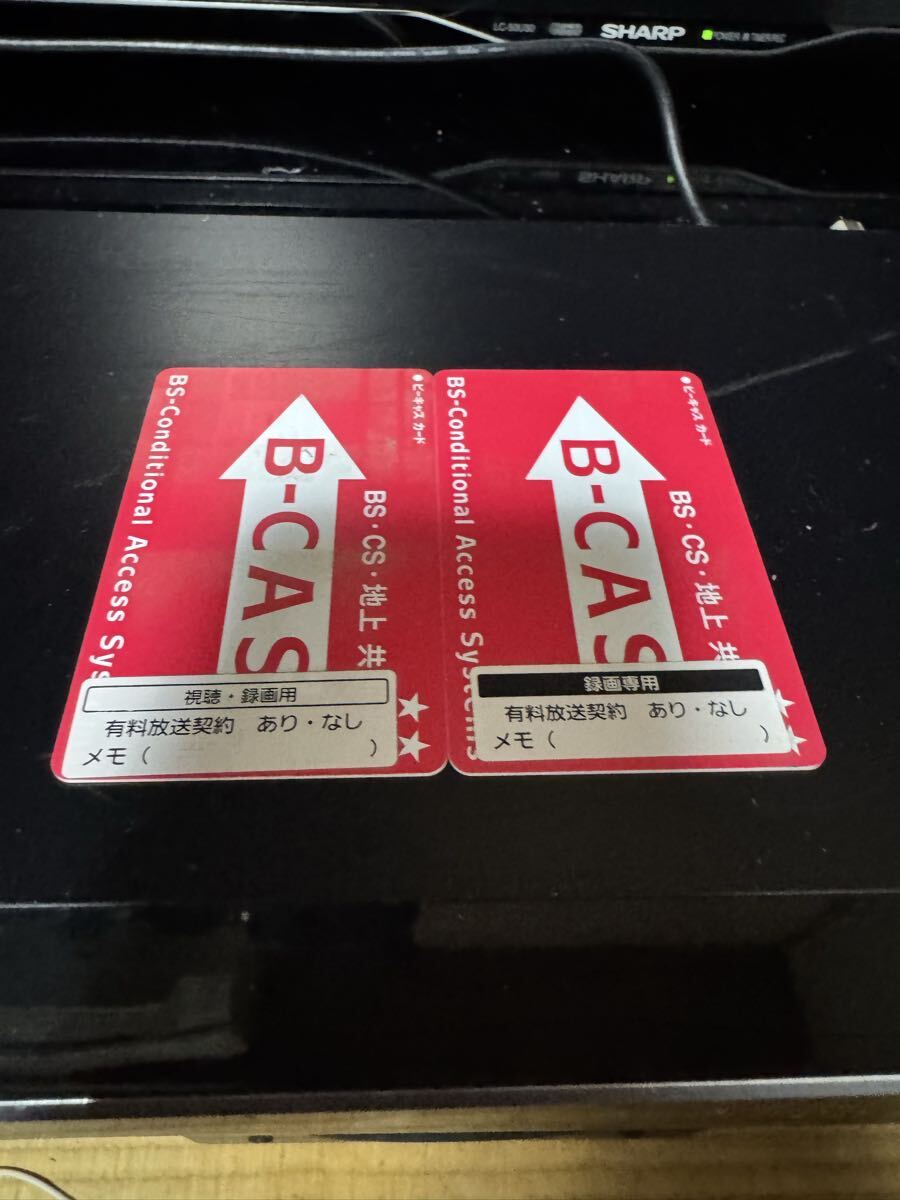 LC-50U30
SHARP
POWER
TIMER/REC
BS-Conditional Access Sys
B-CAS
BS・CS・地上 共
●ビーキャス カード
視聴・録画用
有料放送契約 あり・なし
メモ( )
★★
BS-Conditional Access Systems
B-CAS
BS・CS・地上 共
●ビーキャス カード
録画専用
有料放送契約 あり・なし
メモ( )
★★